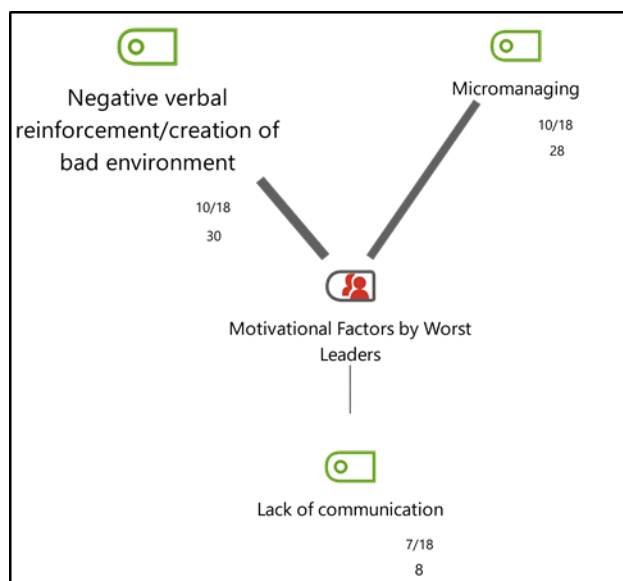 Negative verbal
reinforcement/creation of
bad environment
10/18
30
Micromanaging
10/18
28
Motivational Factors by Worst
Leaders
Lack of communication
7/18
8